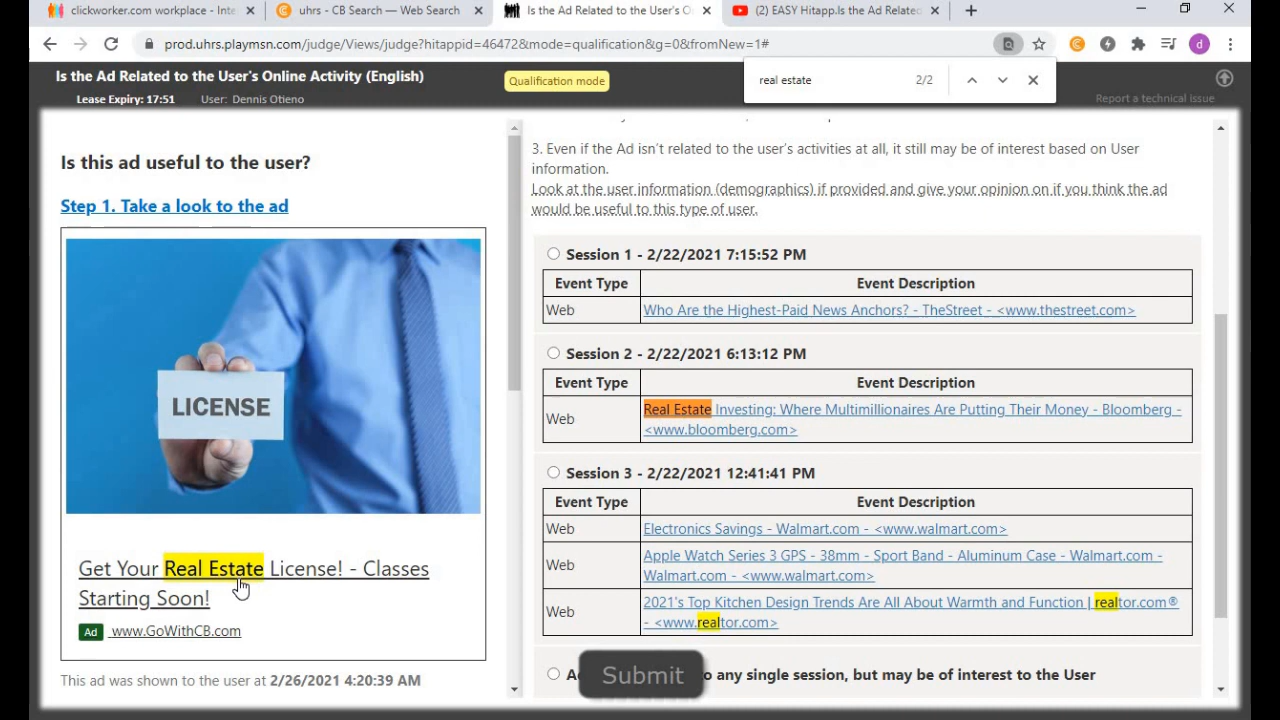 clickworker.com workplace - Inte
uhrs - CB Search — Web Search
Is the Ad Related to the User's O
(2) EASY Hitapp.Is the Ad Relate
prod.uhrs.playmsn.com/judge/Views/judge?hitappid=46472&mode=qualification&g=0&fromNew=1#
d
Is the Ad Related to the User's Online Activity (English)
Qualification mode
real estate
2/2
Lease Expiry: 17:51
User: Dennis Otieno
Report a technical issue
Is this ad useful to the user?
Step 1. Take a look to the ad
LICENSE
Get Your Real Estate License! - Classes
Starting Soon!
Ad www.GoWithCB.com
This ad was shown to the user at 2/26/2021 4:20:39 AM
3. Even if the Ad isn't related to the user's activities at all, it still may be of interest based on User
information.
Look at the user information (demographics) if provided and give your opinion on if you think the ad
would be useful to this type of user.
Session 1 - 2/22/2021 7:15:52 PM
Event Type Event Description
Web Who Are the Highest-Paid News Anchors? - TheStreet - <www.thestreet.com>
Session 2 - 2/22/2021 6:13:12 PM
Event Type Event Description
Web Real Estate Investing: Where Multimillionaires Are Putting Their Money - Bloomberg -
<www.bloomberg.com>
Session 3 - 2/22/2021 12:41:41 PM
Event Type Event Description
Web Electronics Savings - Walmart.com - <www.walmart.com>
Web Apple Watch Series 3 GPS - 38mm - Sport Band - Aluminum Case - Walmart.com -
Walmart.com - <www.walmart.com>
Web 2021's Top Kitchen Design Trends Are All About Warmth and Function | realtor.com®
- <www.realtor.com>
to any single session, but may be of interest to the User
Submit